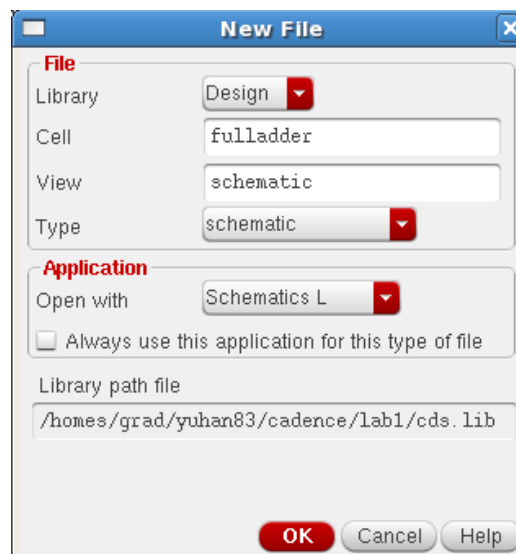 New File
File
Library Design
Cell fulladder
View schematic
Type schematic
Application
Open with Schematics L
Always use this application for this type of file
Library path file
/homes/grad/yuhan83/cadence/lab1/cds.lib
OK Cancel Help